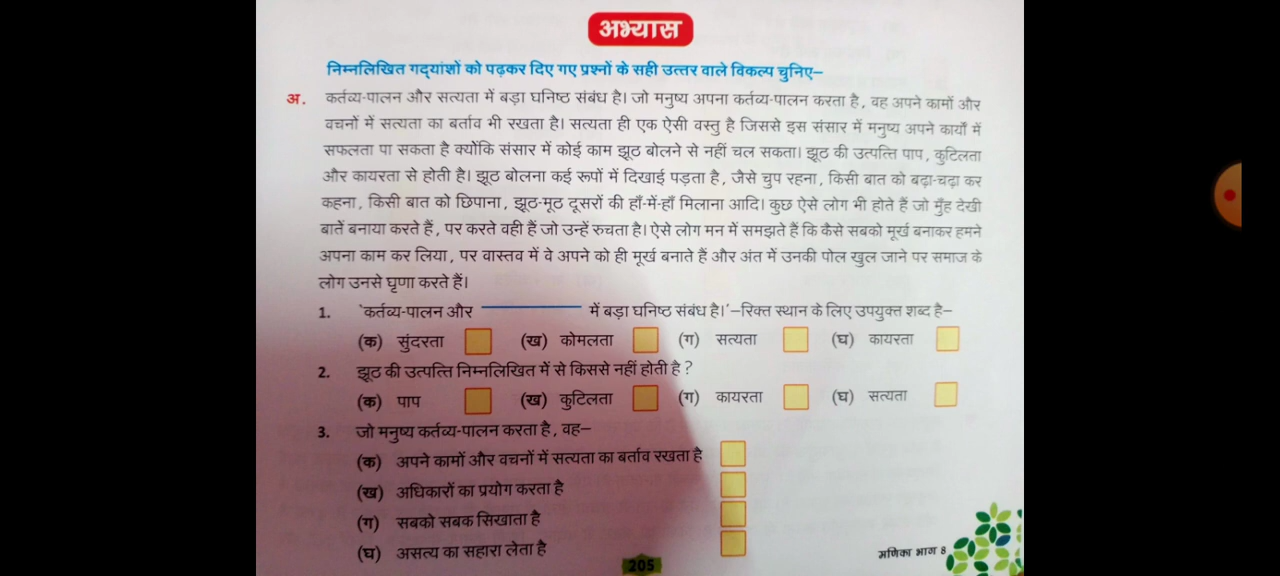 अभ्यास
निम्नलिखित गद्यांशों को पढ़कर दिए गए प्रश्नों के सही उत्तर वाले विकल्प चुनिए–
अ. कर्तव्य-पालन और सत्यता में बड़ा घनिष्ठ संबंध है। जो मनुष्य अपना कर्तव्य-पालन करता है, वह अपने कामों और
वचनों में सत्यता का बर्ताव भी रखता है। सत्यता ही एक ऐसी वस्तु है जिससे इस संसार में मनुष्य अपने कार्यों में
सफलता पा सकता है क्योंकि संसार में कोई काम झूठ बोलने से नहीं चल सकता। झूठ की उत्पत्ति पाप, कुटिलता
और कायरता से होती है। झूठ बोलना कई रूपों में दिखाई पड़ता है, जैसे चुप रहना, किसी बात को बढ़ा-चढ़ा कर
कहना, किसी बात को छिपाना, झूठ-मूठ दूसरों की हाँ-में-हाँ मिलाना आदि। कुछ ऐसे लोग भी होते हैं जो मुँह देखी
बातें बनाया करते हैं, पर करते वही हैं जो उन्हें रुचता है। ऐसे लोग मन में समझते हैं कि कैसे सबको मूर्ख बनाकर हमने
अपना काम कर लिया, पर वास्तव में वे अपने को ही मूर्ख बनाते हैं और अंत में उनकी पोल खुल जाने पर समाज के
लोग उनसे घृणा करते हैं।
1. 'कर्तव्य-पालन और ________ में बड़ा घनिष्ठ संबंध है।'–रिक्त स्थान के लिए उपयुक्त शब्द है–
(क) सुंदरता (ख) कोमलता (ग) सत्यता (घ) कायरता
2. झूठ की उत्पत्ति निम्नलिखित में से किससे नहीं होती है?
(क) पाप (ख) कुटिलता (ग) कायरता (घ) सत्यता
3. जो मनुष्य कर्तव्य-पालन करता है, वह–
(क) अपने कामों और वचनों में सत्यता का बर्ताव रखता है
(ख) अधिकारों का प्रयोग करता है
(ग) सबको सबक सिखाता है
(घ) असत्य का सहारा लेता है
मणिका भाग 8
205